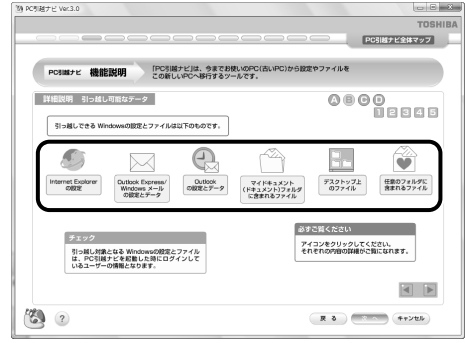 PC引越ナビ Ver.3.0
TOSHIBA
PC引越ナビ全体マップ
PC引越ナビ 機能説明
「PC引越ナビ」は、今までお使いのPC(古いPC)から設定やファイルを
この新しいPCへ移行するツールです。
詳細説明 引っ越し可能なデータ
A B C D
1 2 3 4 5
引っ越しできる Windowsの設定とファイルは以下のものです。
Internet Explorer
の設定
Outlook Express/
Windows メール
の設定とデータ
Outlook
の設定とデータ
マイドキュメント
(ドキュメント)フォルダ
に含まれるファイル
デスクトップ上
のファイル
任意のフォルダに
含まれるファイル
チェック
引っ越し対象となる Windowsの設定とファイル
は、PC引越ナビを起動した時にログインして
いるユーザーの情報となります。
必ずご覧ください
アイコンをクリックしてください。
それぞれの内容の詳細がご覧になれます。
?
戻 る
次 へ
キャンセル